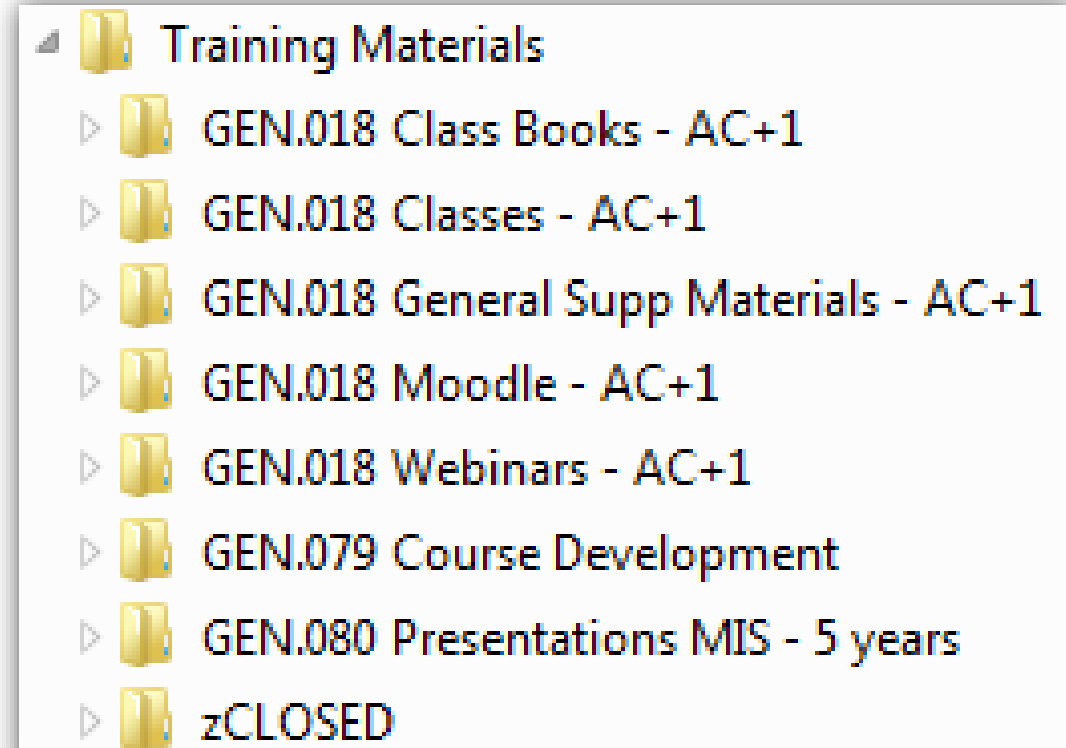 Training Materials
GEN.018 Class Books - AC+1
GEN.018 Classes - AC+1
GEN.018 General Supp Materials - AC+1
GEN.018 Moodle - AC+1
GEN.018 Webinars - AC+1
GEN.079 Course Development
GEN.080 Presentations MIS - 5 years
zCLOSED